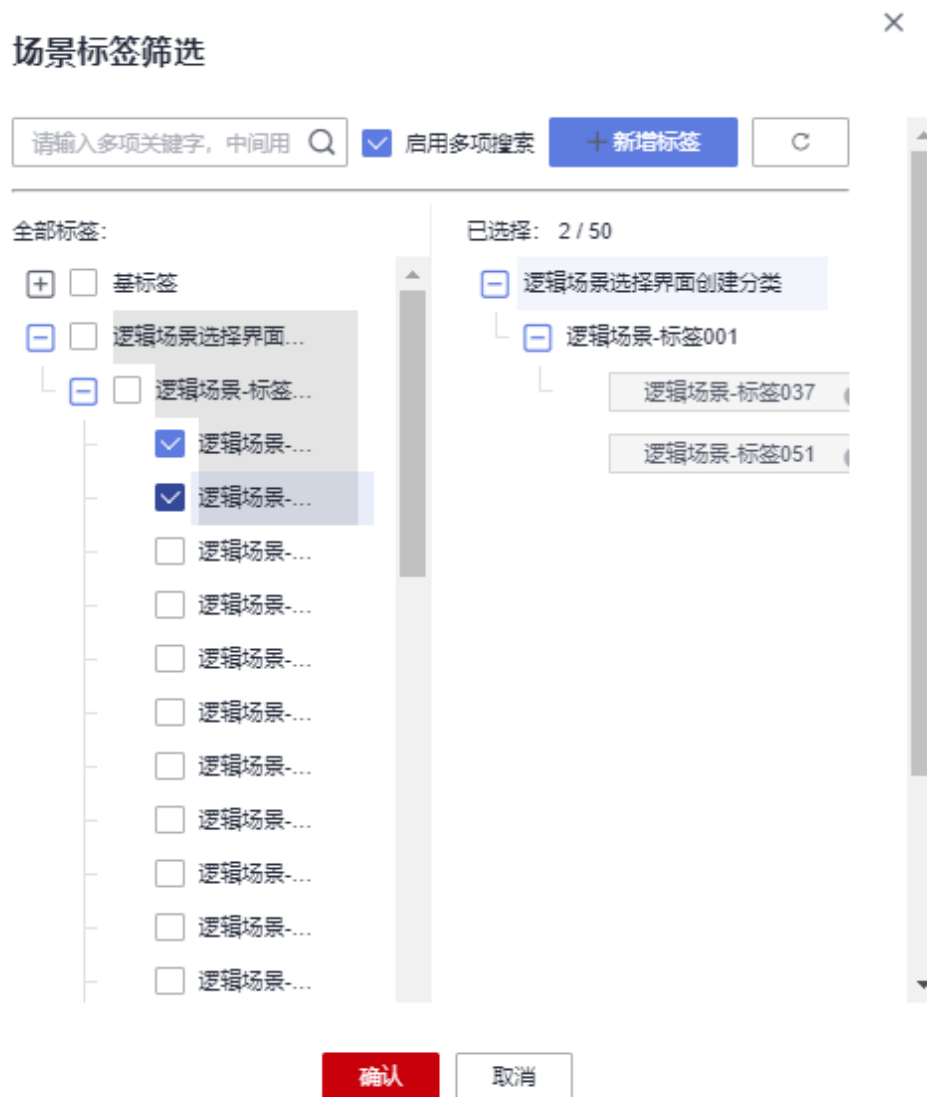 场景标签筛选
请输入多项关键字，中间用
启用多项搜索
新增标签
全部标签：
基标签
逻辑场景选择界面...
逻辑场景-标签...
逻辑场景-...
逻辑场景-...
逻辑场景-...
逻辑场景-...
逻辑场景-...
逻辑场景-...
逻辑场景-...
逻辑场景-...
逻辑场景-...
逻辑场景-...
逻辑场景-...
已选择： 2 / 50
逻辑场景选择界面创建分类
逻辑场景-标签001
逻辑场景-标签037
逻辑场景-标签051
确认
取消